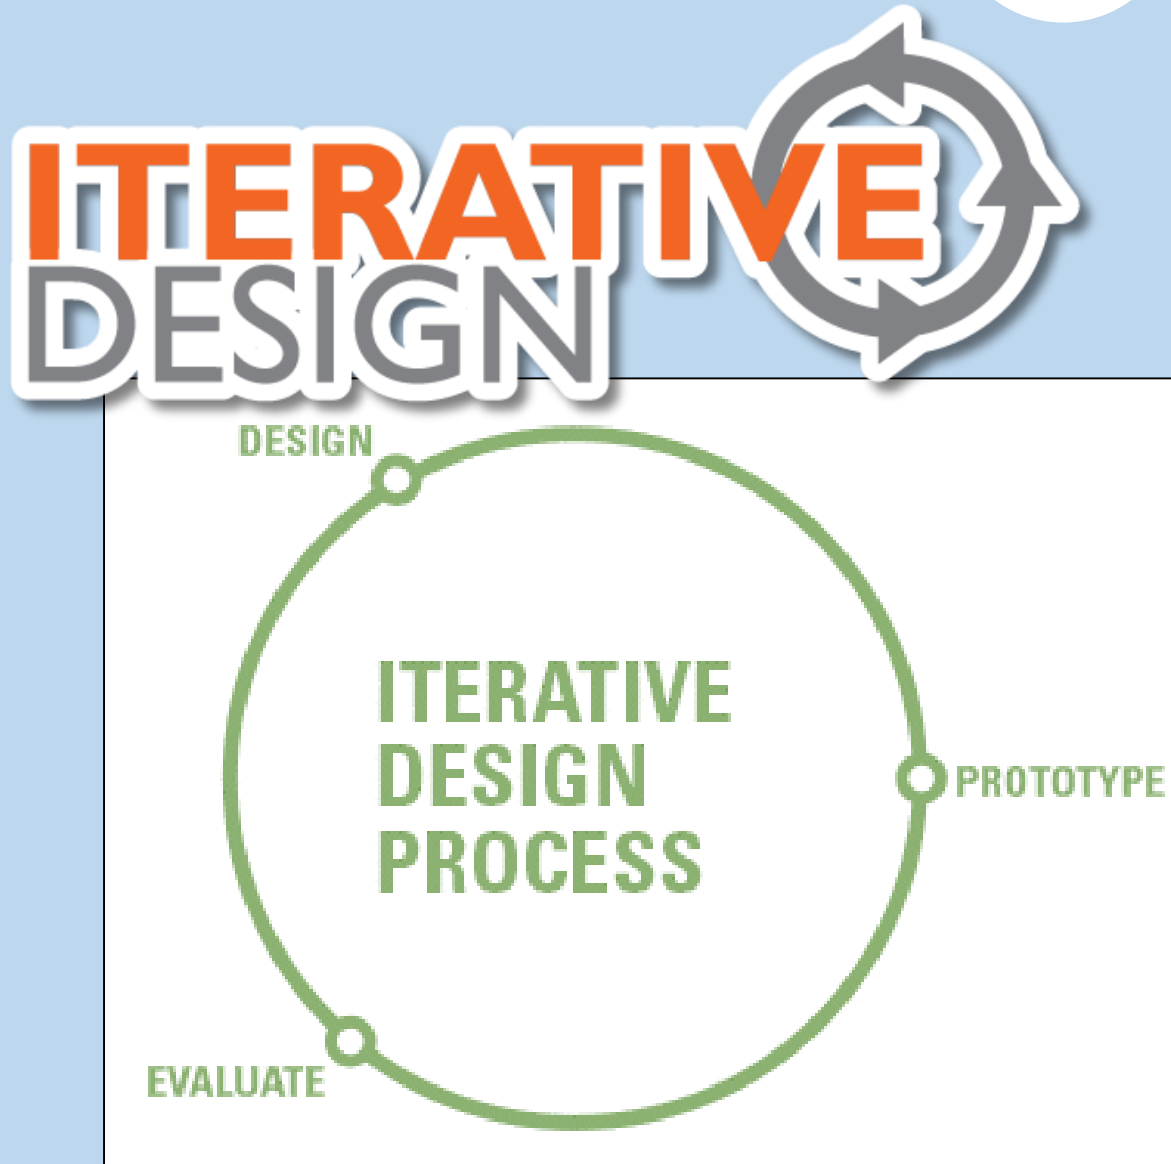 ITERATIVE
DESIGN
DESIGN
ITERATIVE
DESIGN
PROCESS
PROTOTYPE
EVALUATE